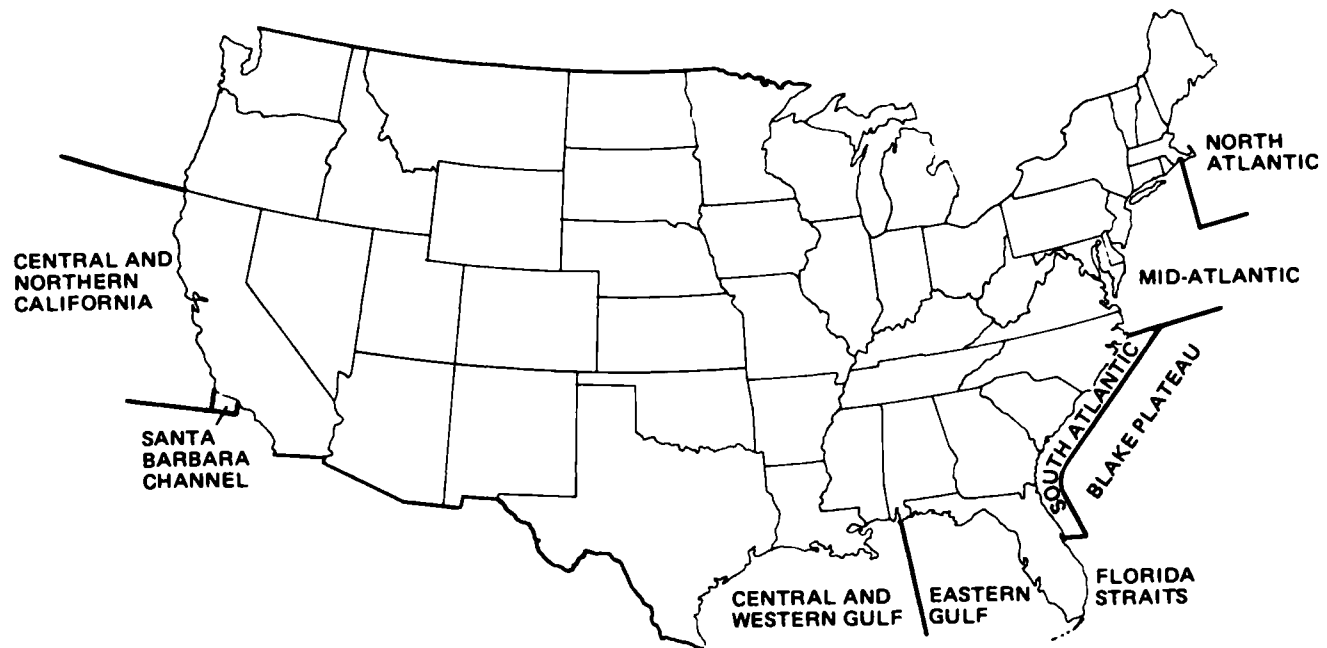 NORTH
ATLANTIC
CENTRAL AND
NORTHERN
CALIFORNIA
MID-ATLANTIC
SOUTH ATLANTIC
BLAKE PLATEAU
SANTA
BARBARA
CHANNEL
CENTRAL AND
WESTERN GULF
EASTERN
GULF
FLORIDA
STRAITS